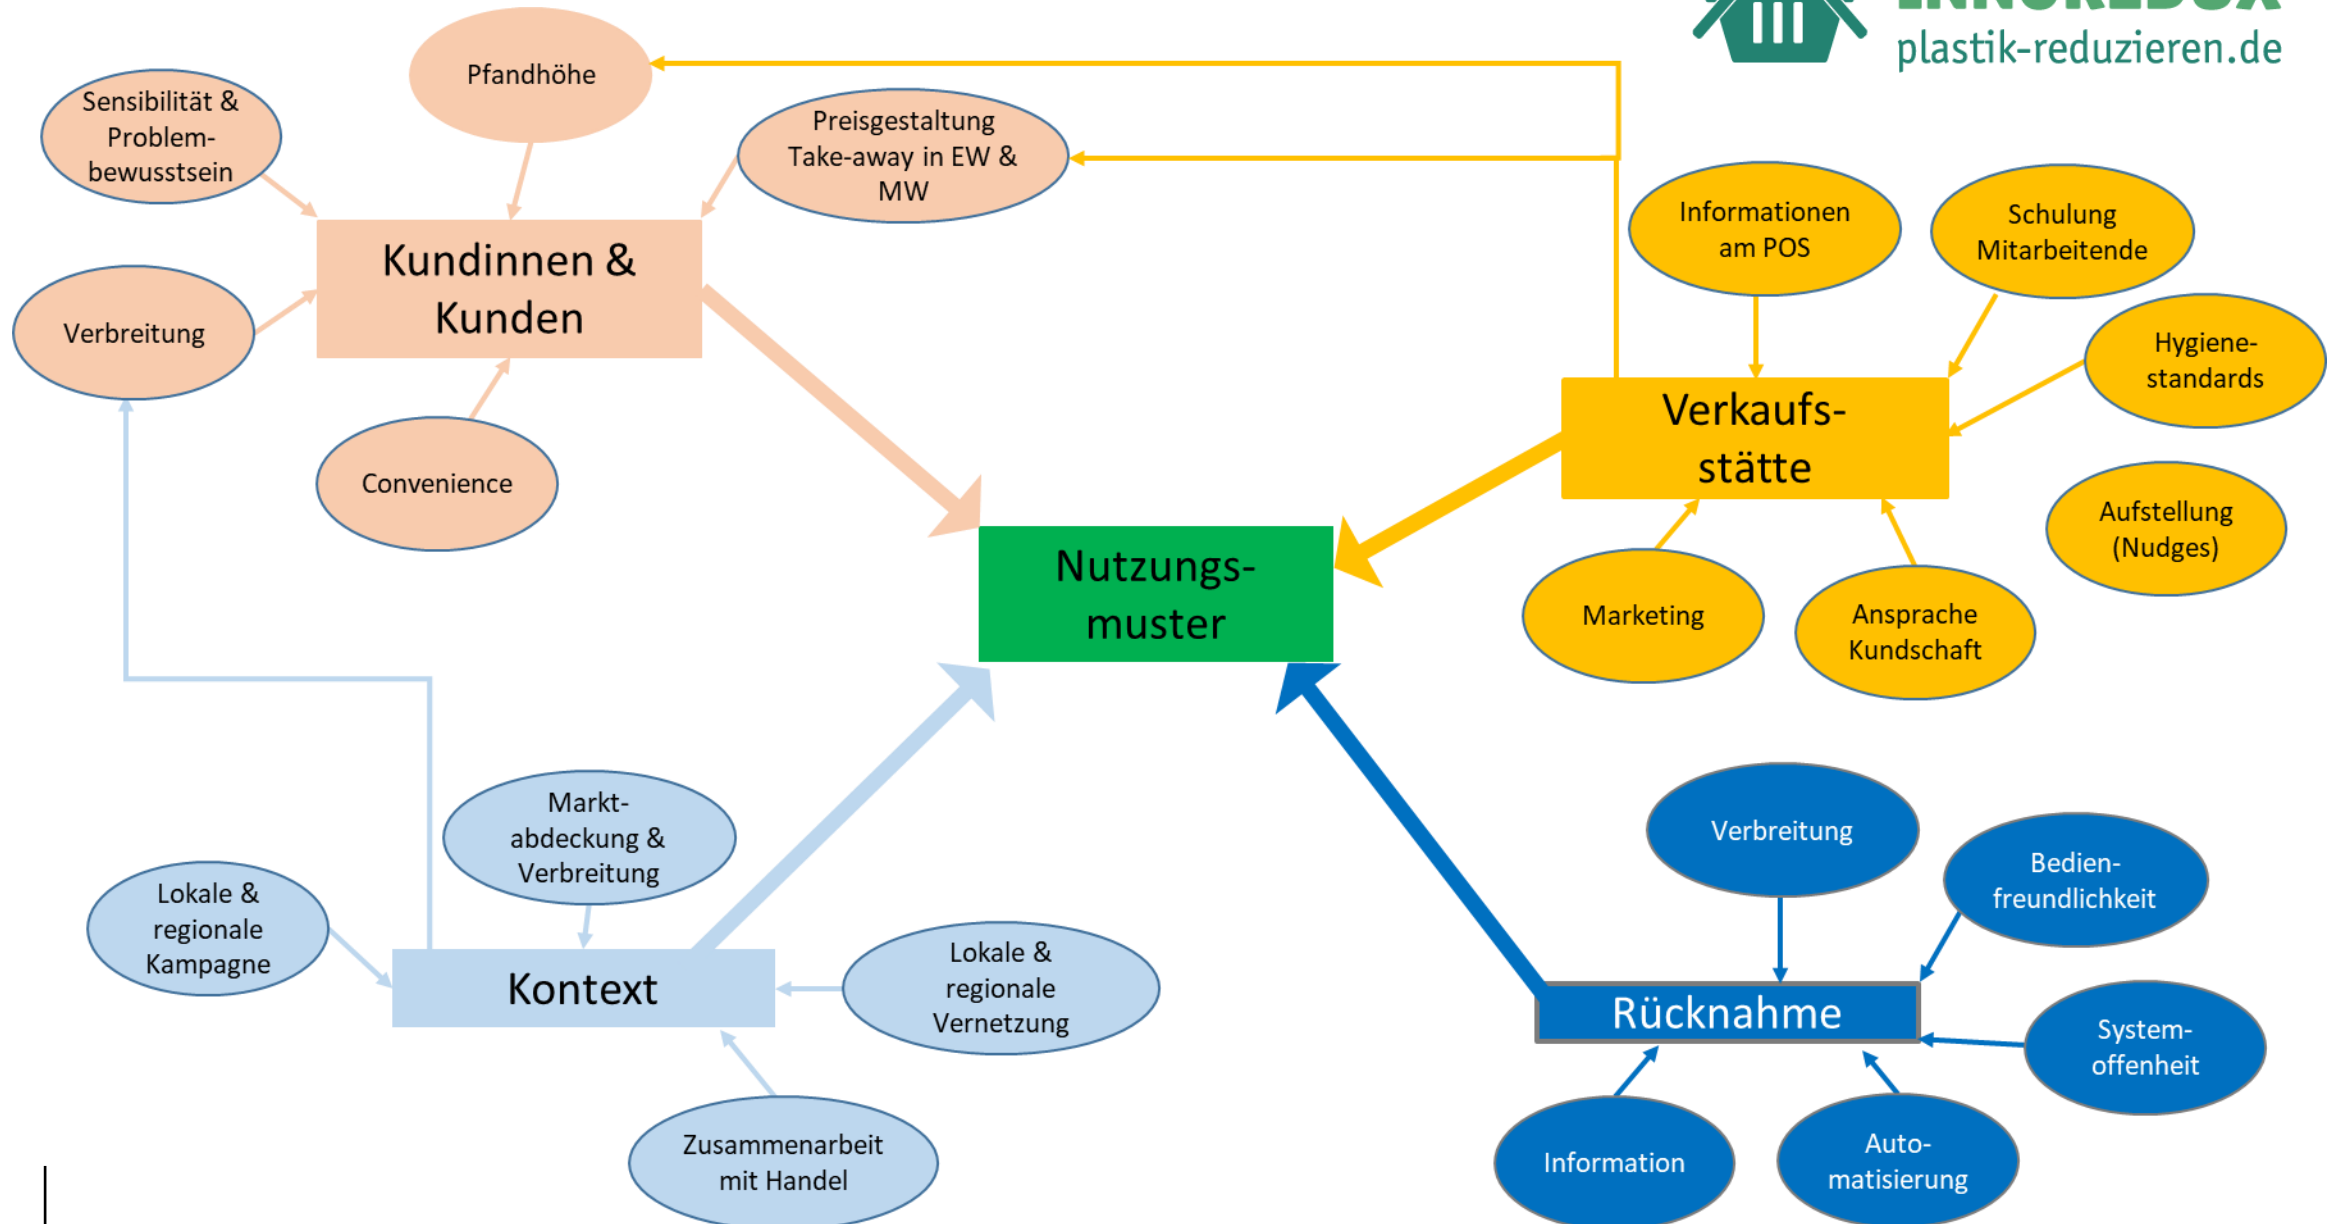 INNOREDUX
plastik-reduzieren.de
Pfandhöhe
Sensibilität &
Problem-
bewusstsein
Preisgestaltung
Take-away in EW &
MW
Kundinnen &
Kunden
Verbreitung
Convenience
Informationen
am POS
Schulung
Mitarbeitende
Hygiene-
standards
Verkaufs-
stätte
Aufstellung
(Nudges)
Marketing
Ansprache
Kundschaft
Nutzungs-
muster
Markt-
abdeckung &
Verbreitung
Lokale &
regionale
Kampagne
Kontext
Lokale &
regionale
Vernetzung
Zusammenarbeit
mit Handel
Verbreitung
Bedien-
freundlichkeit
Rücknahme
System-
offenheit
Information
Auto-
matisierung